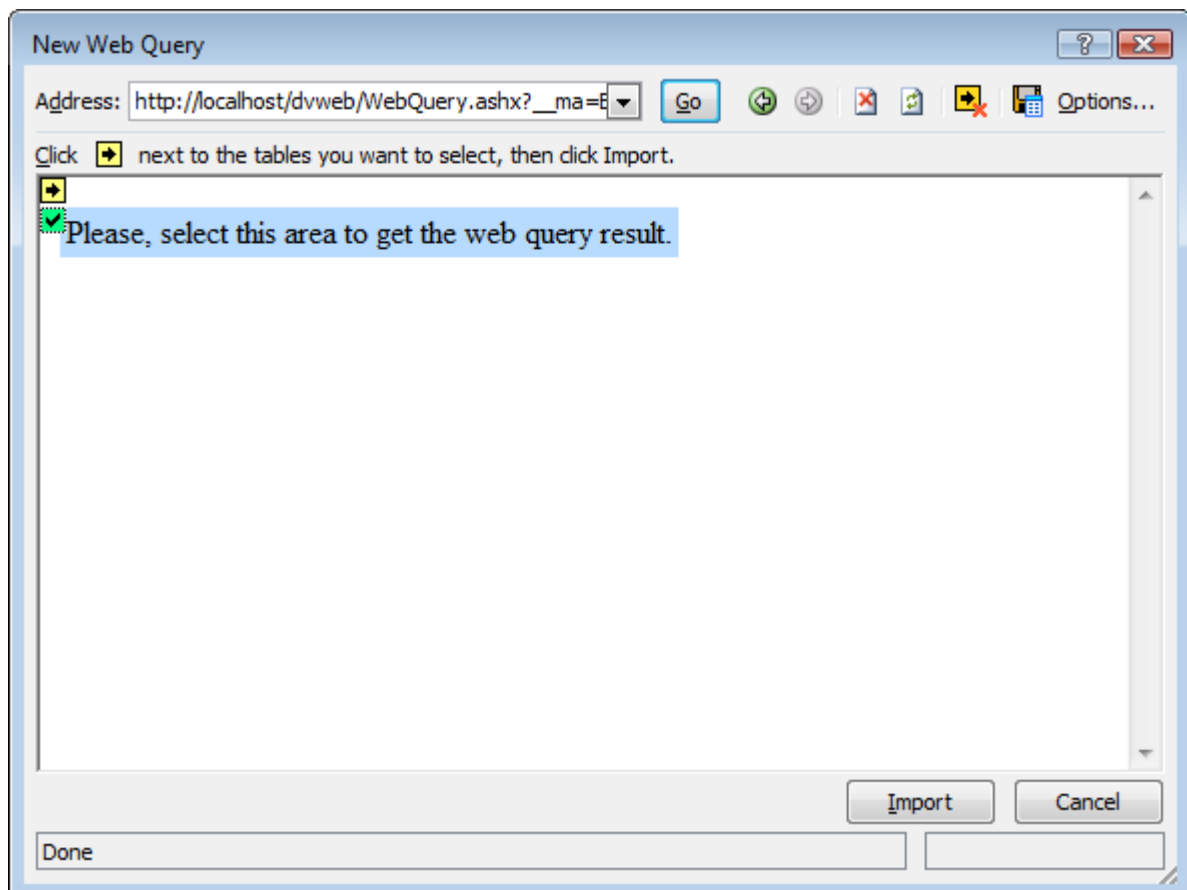 New Web Query
Address: http://localhost/dvweb/WebQuery.ashx?__ma= Go Options...
Click next to the tables you want to select, then click Import.
Please, select this area to get the web query result.
Import Cancel
Done